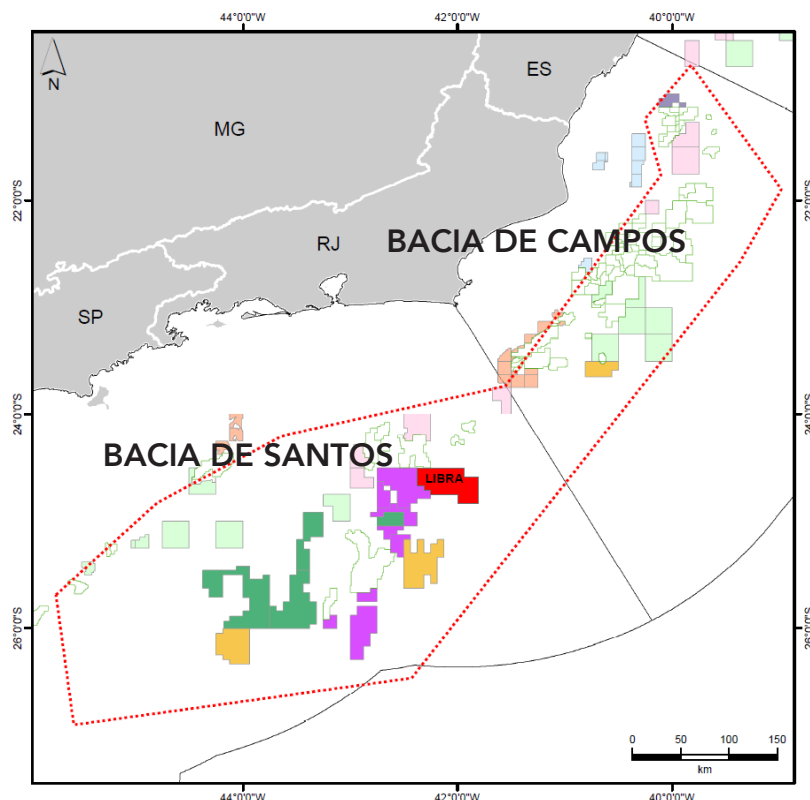 44°0'0"W
42°0'0"W
40°0'0"W
N
ES
MG
22°0'0"S
22°0'0"S
RJ
BACIA DE CAMPOS
SP
24°0'0"S
24°0'0"S
BACIA DE SANTOS
LIBRA
26°0'0"S
26°0'0"S
0 50 100 150
km
44°0'0"W
42°0'0"W
40°0'0"W